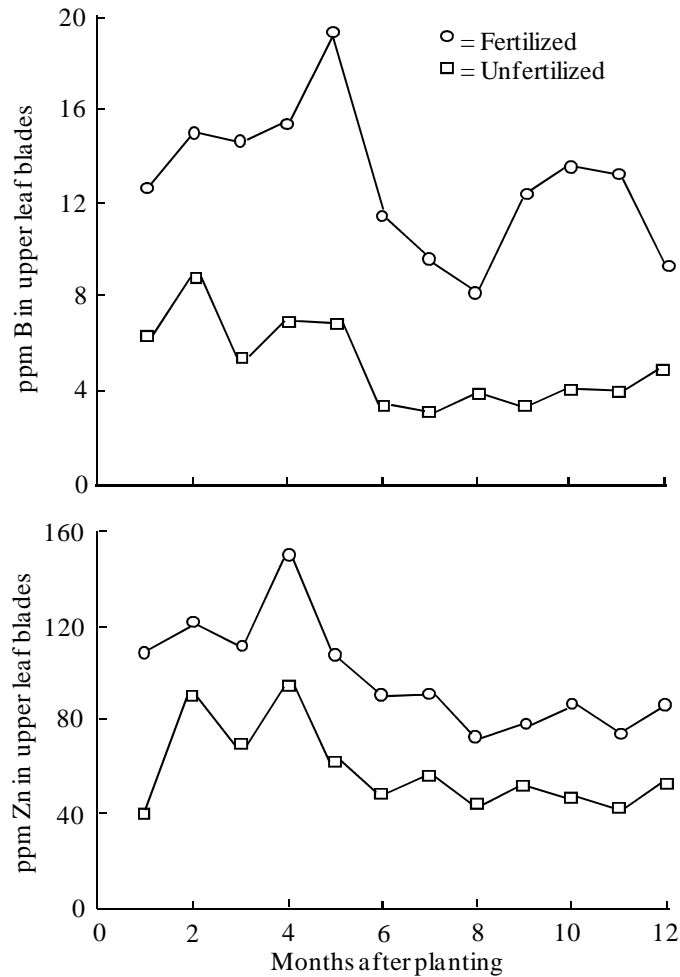 20
16
12
8
4
0
ppm B in upper leaf blades
= Fertilized
= Unfertilized
160
120
80
40
0
ppm Zn in upper leaf blades
0 2 4 6 8 10 12
Months after planting